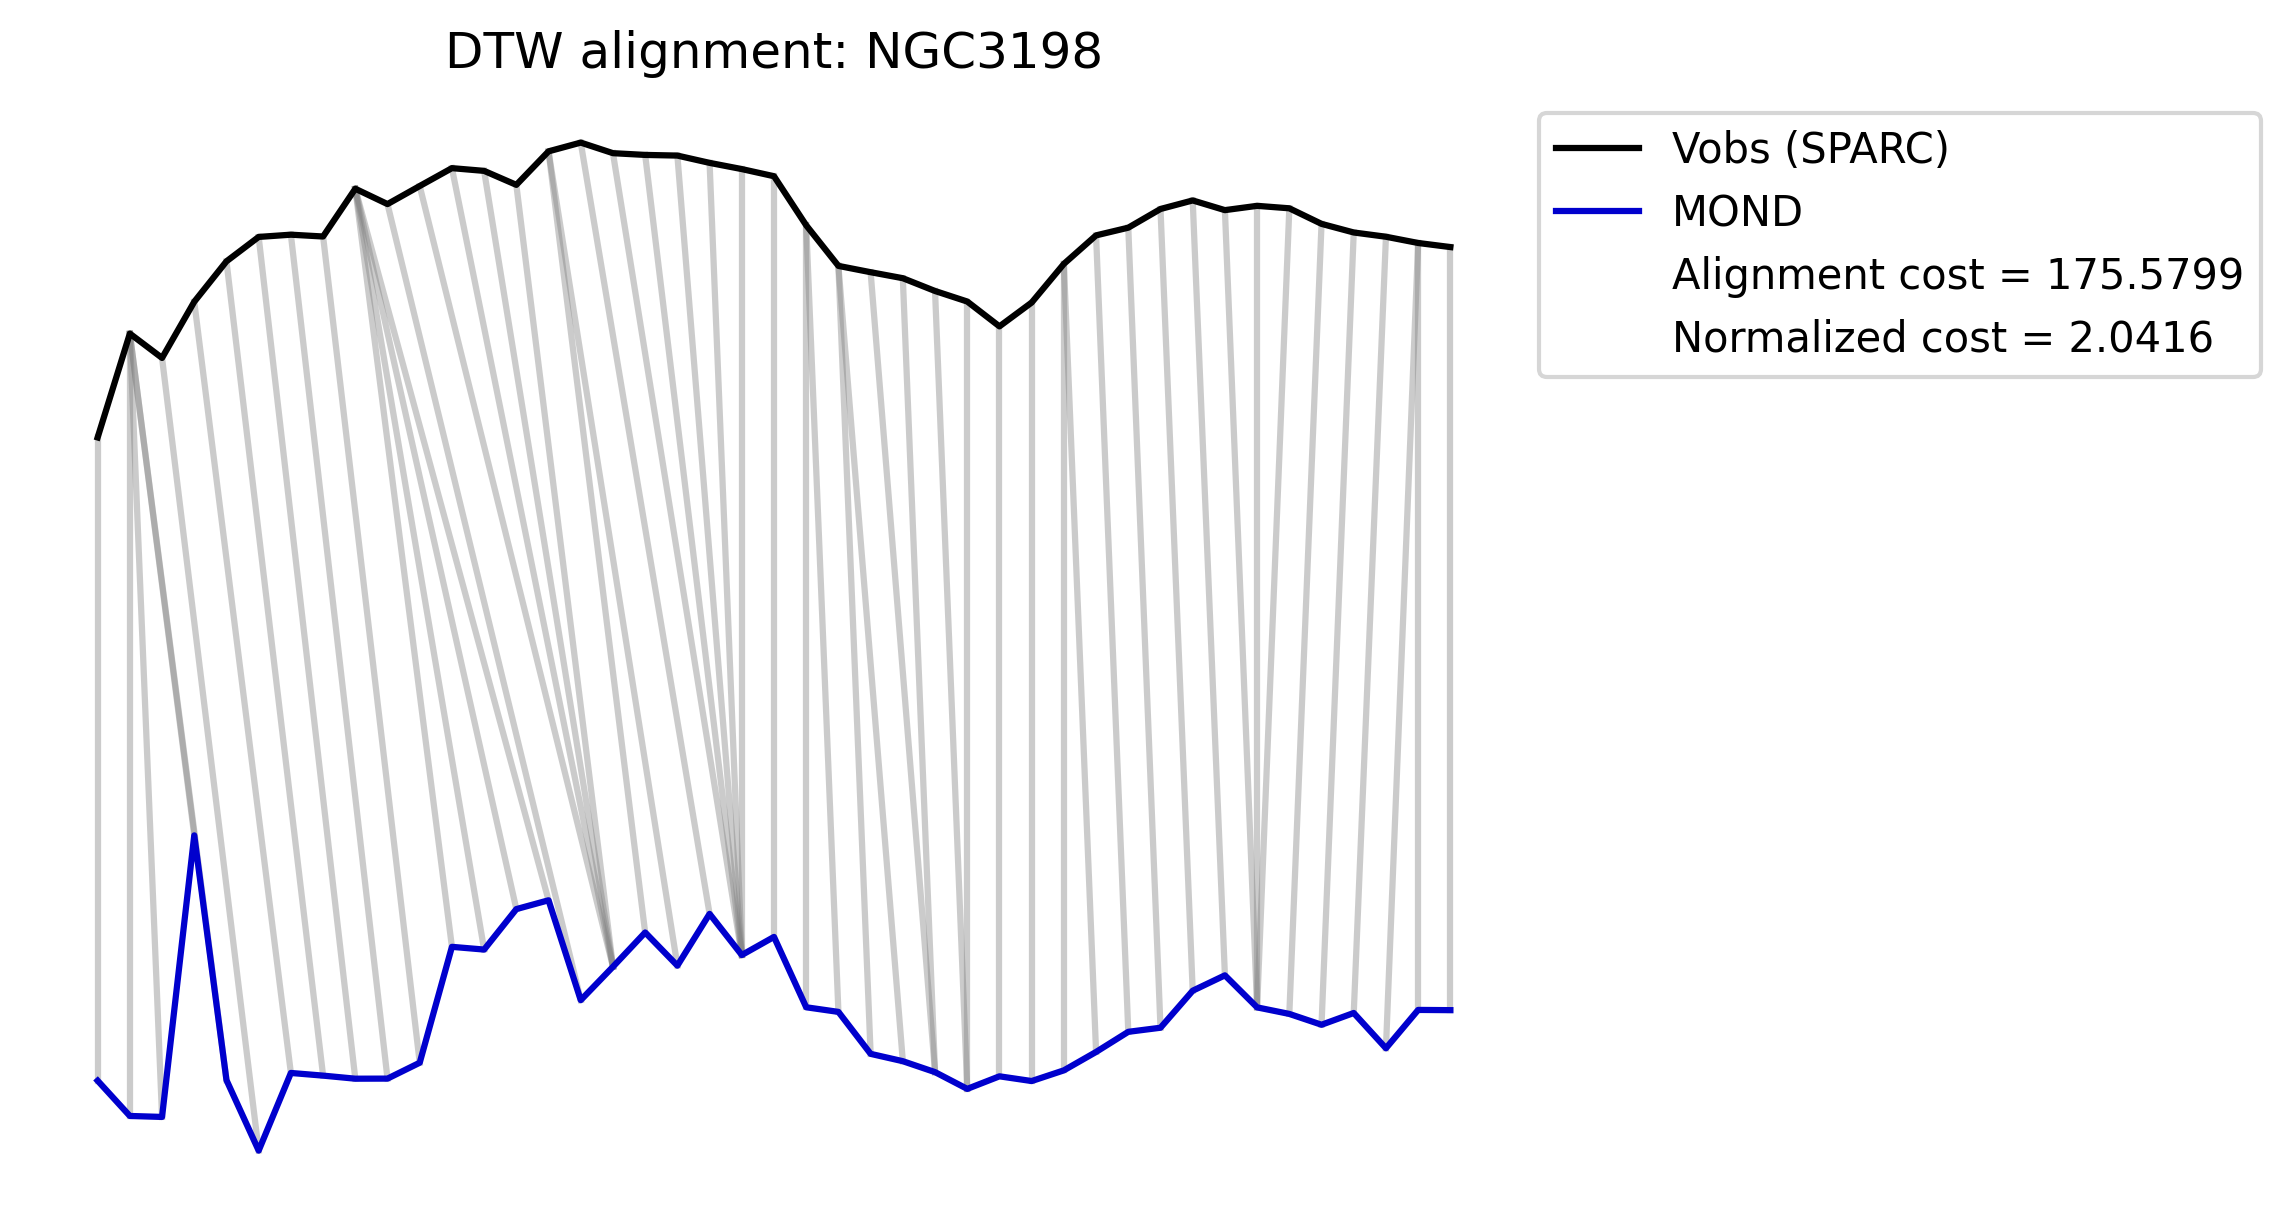 DTW alignment: NGC3198
Vobs (SPARC)
MOND
Alignment cost = 175.5799
Normalized cost = 2.0416